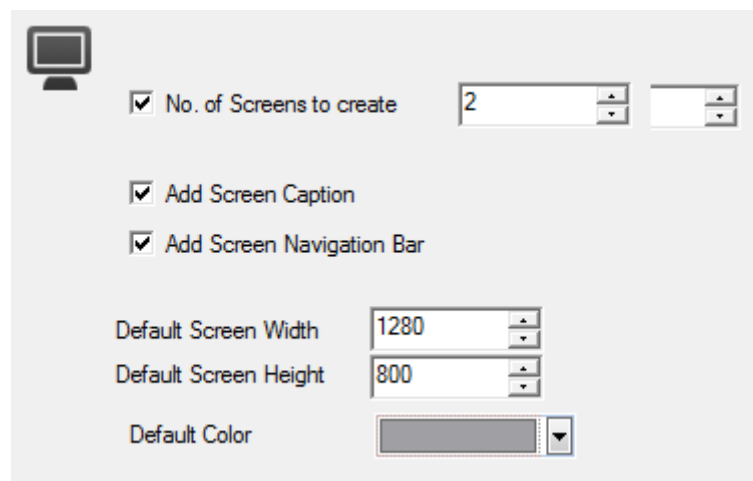 No. of Screens to create 2
Add Screen Caption
Add Screen Navigation Bar
Default Screen Width 1280
Default Screen Height 800
Default Color